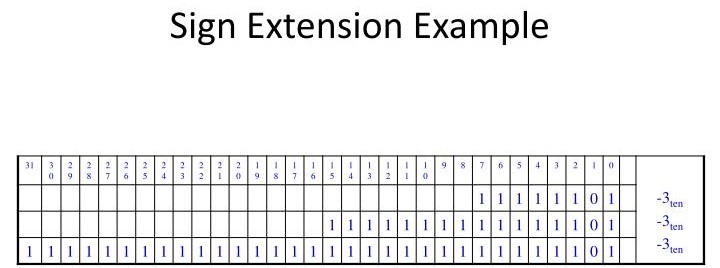 Sign Extension Example
31 30 29 28 27 26 25 24 23 22 21 20 19 18 17 16 15 14 13 12 11 10 9 8 7 6 5 4 3 2 1 0
1 1 1 1 1 1 0 1 -3ten
1 1 1 1 1 1 1 1 1 1 1 1 1 1 0 1 -3ten
1 1 1 1 1 1 1 1 1 1 1 1 1 1 1 1 1 1 1 1 1 1 1 1 1 1 1 1 1 1 0 1 -3ten